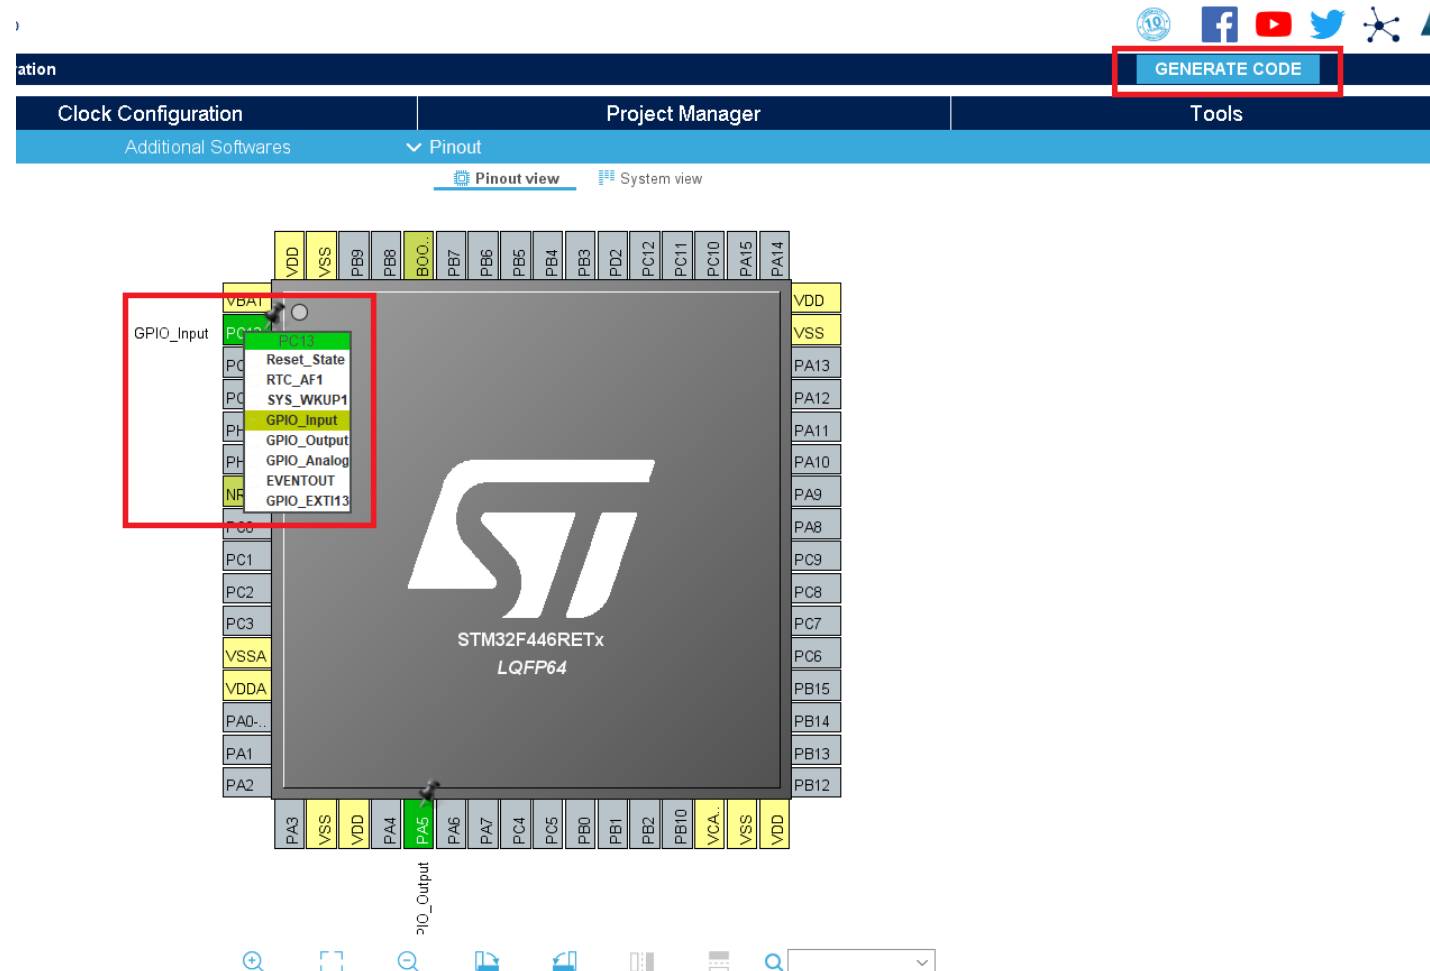 10
ration
GENERATE CODE
Clock Configuration
Project Manager
Tools
Additional Softwares
Pinout
Pinout view
System view
VDD
VSS
PB9
PB8
BOO..
PB7
PB6
PB5
PB4
PB3
PD2
PC12
PC11
PC10
PA15
PA14
VBAT
GPIO_Input
PC13
PC13
Reset_State
RTC_AF1
SYS_WKUP1
GPIO_Input
GPIO_Output
GPIO_Analog
EVENTOUT
GPIO_EXTI13
PC0
PC1
PC2
PC3
VSSA
VDDA
PA0-..
PA1
PA2
VDD
VSS
PA13
PA12
PA11
PA10
PA9
PA8
PC9
PC8
PC7
PC6
PB15
PB14
PB13
PB12
STM32F446RETx
LQFP64
PA3
VSS
VDD
PA4
PA5
PA6
PA7
PC4
PC5
PB0
PB1
PB2
PB10
VCA..
VSS
VDD
PIO_Output